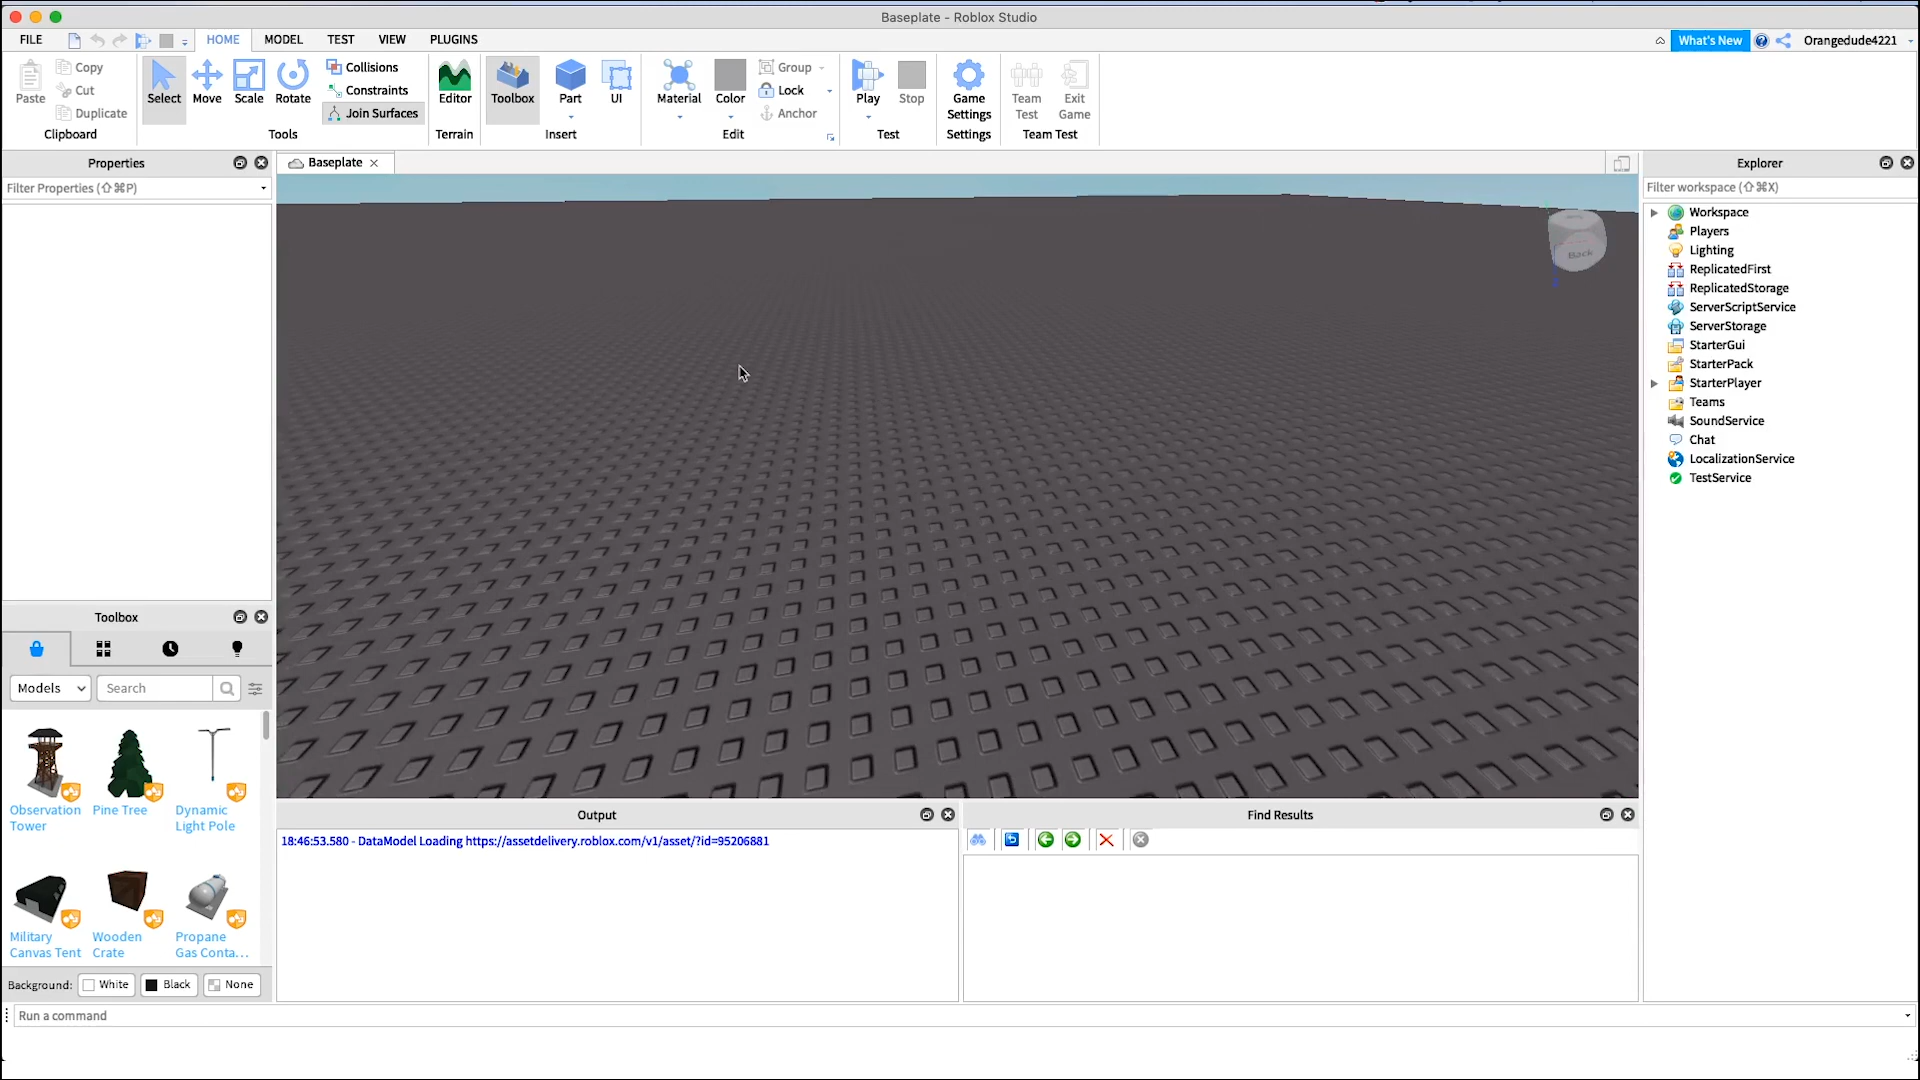 Baseplate - Roblox Studio
FILE
HOME
MODEL
TEST
VIEW
PLUGINS
What's New
Orangedude4221
Paste
Copy
Cut
Duplicate
Clipboard
Select
Move
Scale
Rotate
Collisions
Constraints
Join Surfaces
Tools
Editor
Terrain
Toolbox
Part
UI
Insert
Material
Color
Group
Lock
Anchor
Edit
Play
Stop
Test
Game
Settings
Settings
Team
Test
Exit
Game
Team Test
Properties
Filter Properties (⇧⌘P)
Baseplate
Back
Explorer
Filter workspace (⇧⌘X)
Workspace
Players
Lighting
ReplicatedFirst
ReplicatedStorage
ServerScriptService
ServerStorage
StarterGui
StarterPack
StarterPlayer
Teams
SoundService
Chat
LocalizationService
TestService
Toolbox
Models
Search
Observation
Tower
Pine Tree
Dynamic
Light Pole
Military
Canvas Tent
Wooden
Crate
Propane
Gas Conta...
Background:
White
Black
None
Output
18:46:53.580 - DataModel Loading https://assetdelivery.roblox.com/v1/asset/?id=95206881
Find Results
Run a command